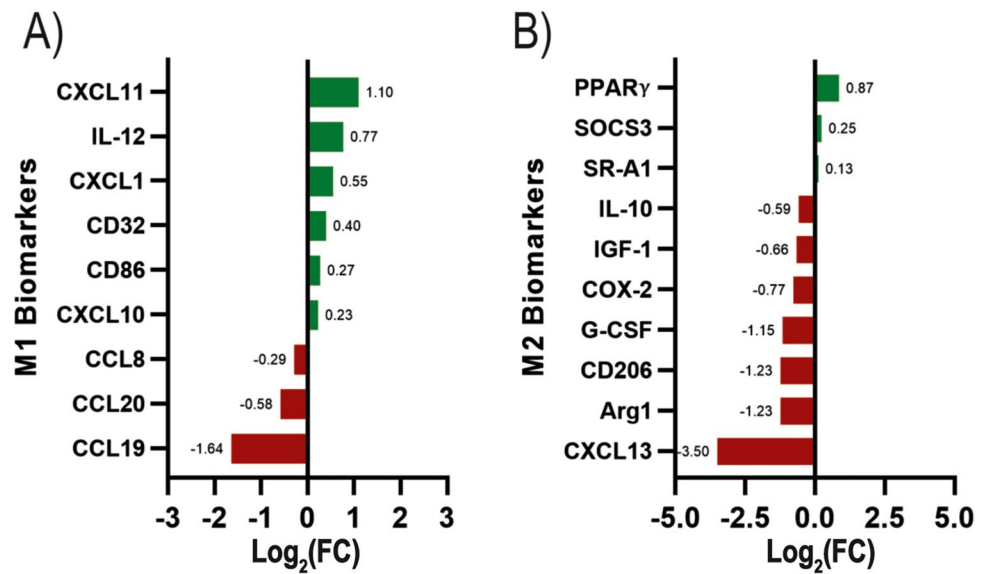 A)
M1 Biomarkers
CXCL11 1.10
IL-12 0.77
CXCL1 0.55
CD32 0.40
CD86 0.27
CXCL10 0.23
CCL8 -0.29
CCL20 -0.58
CCL19 -1.64
-3 -2 -1 0 1 2 3
Log2(FC)
B)
M2 Biomarkers
PPARγ 0.87
SOCS3 0.25
SR-A1 0.13
IL-10 -0.59
IGF-1 -0.66
COX-2 -0.77
G-CSF -1.15
CD206 -1.23
Arg1 -1.23
CXCL13 -3.50
-5.0 -2.5 0.0 2.5 5.0
Log2(FC)